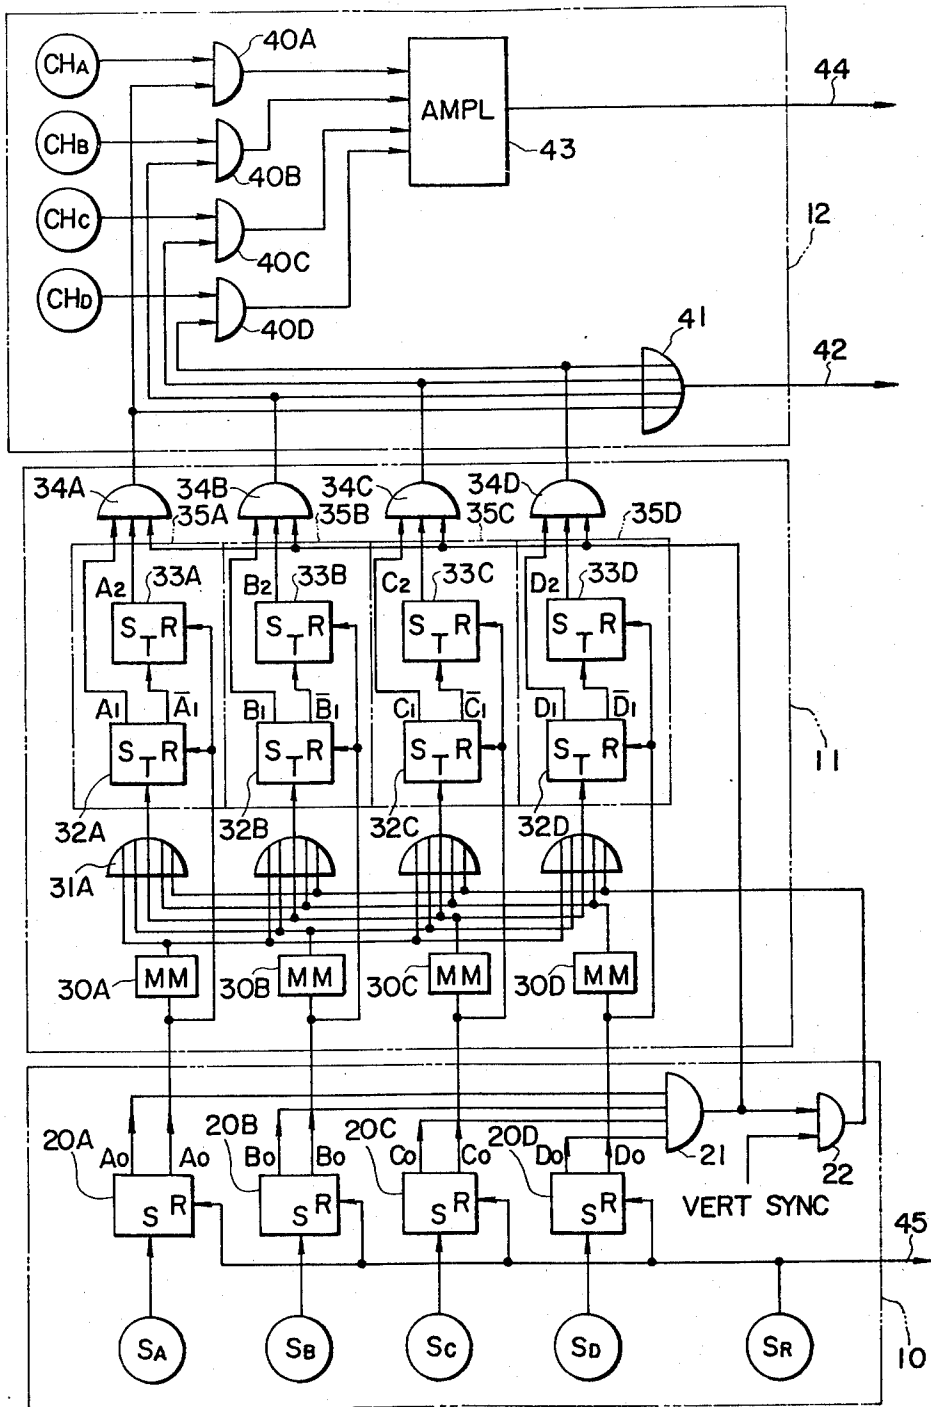 CHA 40A 44
AMPL
CHB 40B 43
CHC 40C 12
CHD 40D 41 42
34A 34B 34C 34D
35A 35B 35C 35D
A2 33A B2 33B C2 33C D2 33D
S T R S T R S T R S T R
A1 A̅1 B1 B̅1 C1 C̅1 D1 D̅1
S T R S T R S T R S T R
11
32A 32B 32C 32D
31A
30A MM 30B MM 30C MM 30D MM
20A 20B 20C 20D
A0 A0 B0 B0 C0 C0 D0 D0 21 22
S R S R S R S R VERT SYNC
45
SA SB SC SD SR 10